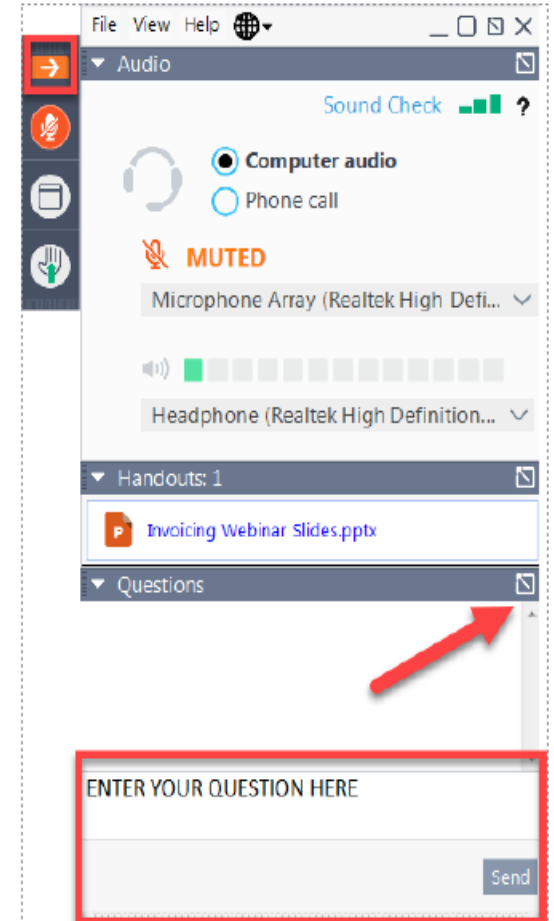 File View Help
Audio
Sound Check ?
Computer audio
Phone call
MUTED
Microphone Array (Realtek High Defi...
Headphone (Realtek High Definition...
Handouts: 1
P Invoicing Webinar Slides.pptx
Questions
ENTER YOUR QUESTION HERE
Send